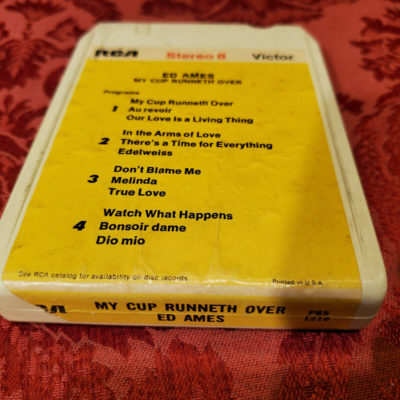 RCA Stereo 8 Victor
ED AMES
MY CUP RUNNETH OVER
Programs
1 My Cup Runneth Over
Au revoir
Our Love Is a Living Thing
2 In the Arms of Love
There's a Time for Everything
Edelweiss
3 Don't Blame Me
Melinda
True Love
4 Watch What Happens
Bonsoir dame
Dio mio
See RCA catalog for availability on disc records
Printed in U.S.A.
RCA MY CUP RUNNETH OVER P8S
ED AMES 1216